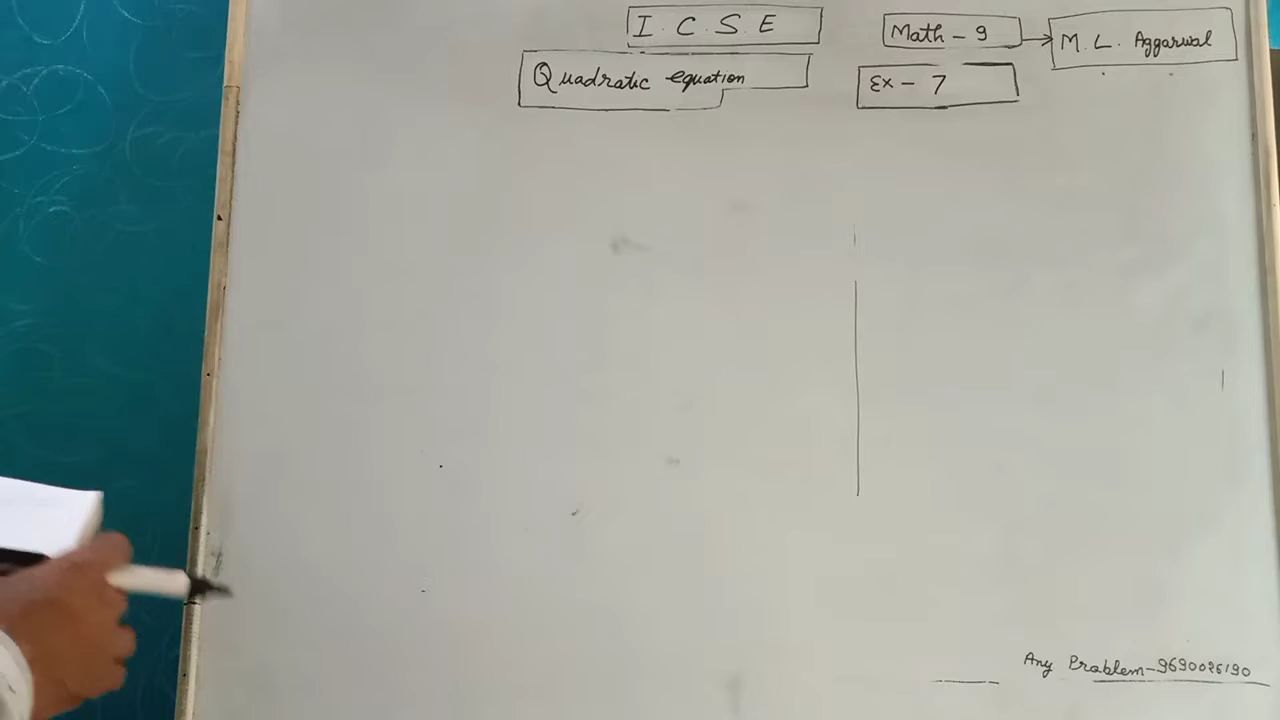 I. C. S. E
Math - 9 → M. L. Aggarwal
Quadratic equation
Ex - 7
Any Problem - 9690026190